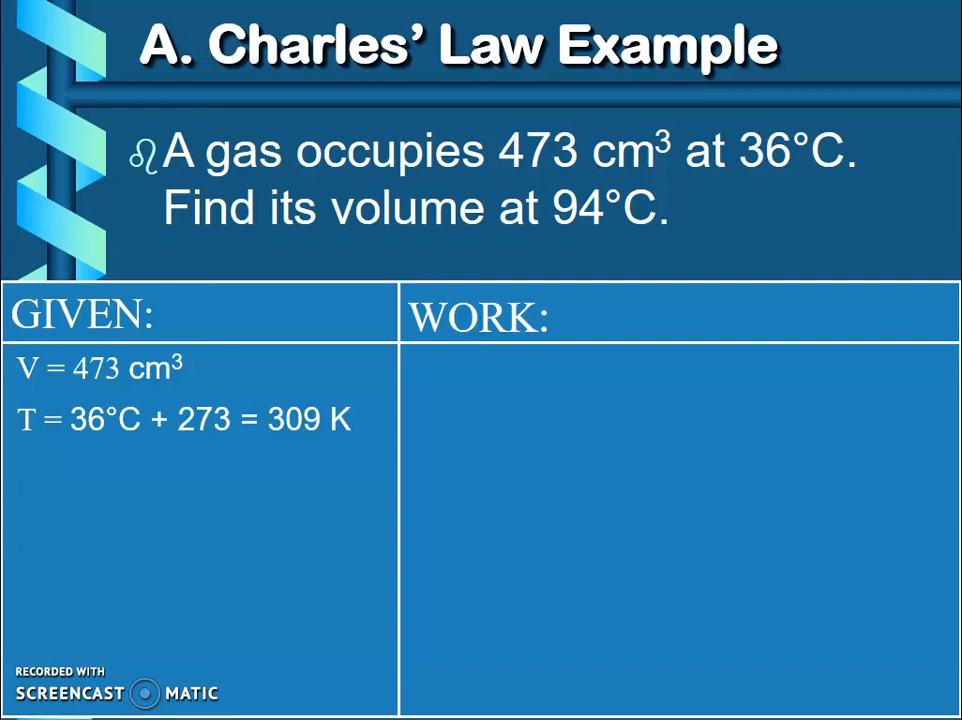 A. Charles’ Law Example
A gas occupies 473 cm³ at 36°C.
Find its volume at 94°C.
GIVEN:
WORK:
V = 473 cm³
T = 36°C + 273 = 309 K
RECORDED WITH
SCREENCAST MATIC